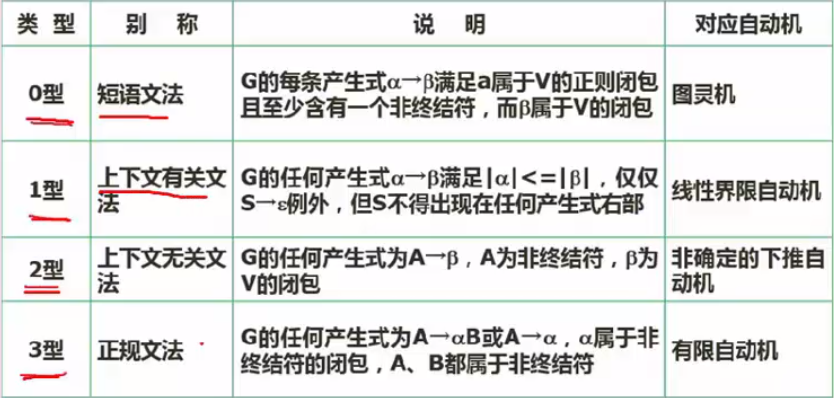 类 型 别 称 说 明 对应自动机
0型 短语文法 G的每条产生式α→β满足a属于V的正则闭包
且至少含有一个非终结符，而β属于V的闭包 图灵机
1型 上下文有关文
法 G的任何产生式α→β满足|α|<=|β|，仅仅
S→ε例外，但S不得出现在任何产生式右部 线性界限自动机
2型 上下文无关文
法 G的任何产生式为A→β，A为非终结符，β为
V的闭包 非确定的下推自
动机
3型 正规文法 G的任何产生式为A→αB或A→α，α属于非
终结符的闭包，A、B都属于非终结符 有限自动机